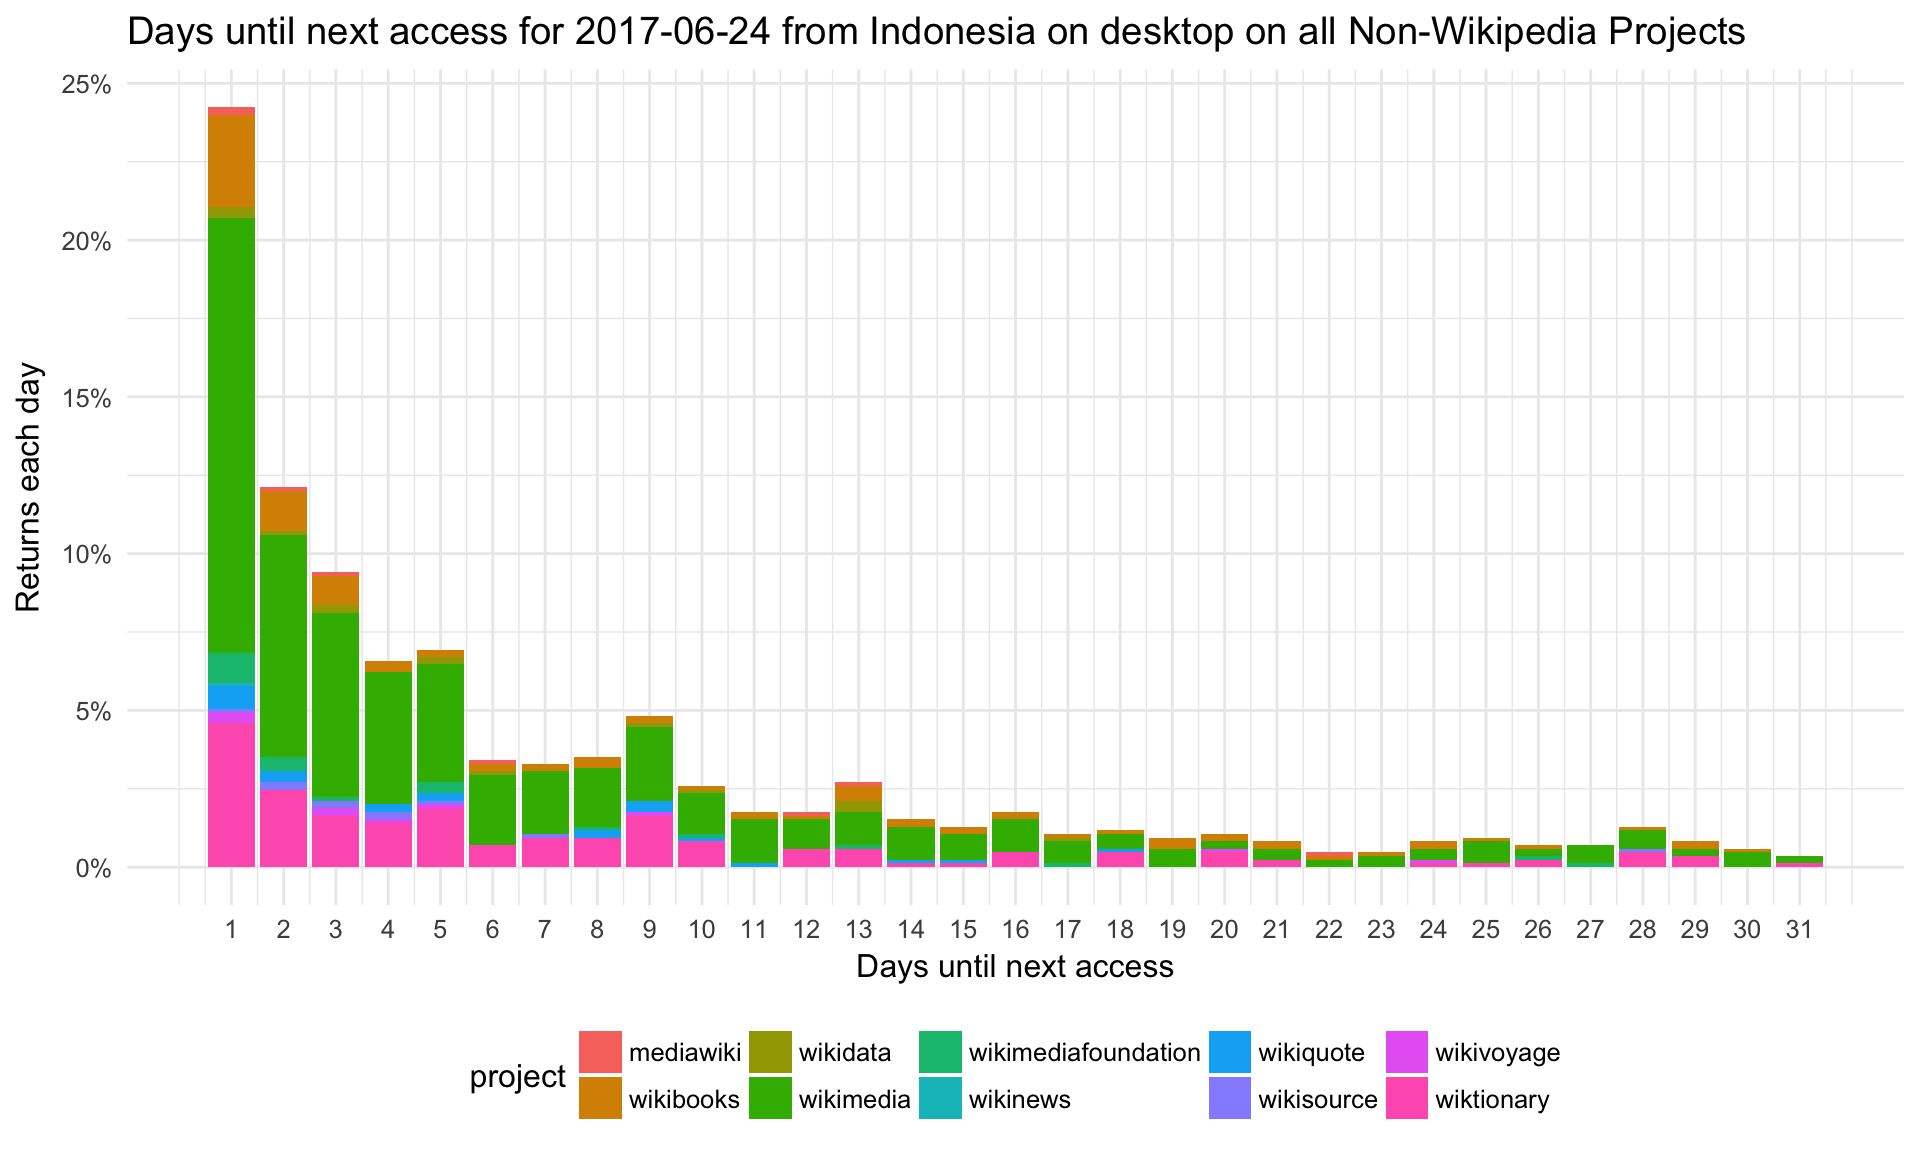 Days until next access for 2017-06-24 from Indonesia on desktop on all Non-Wikipedia Projects
Returns each day
25%
20%
15%
10%
5%
0%
1 2 3 4 5 6 7 8 9 10 11 12 13 14 15 16 17 18 19 20 21 22 23 24 25 26 27 28 29 30 31
Days until next access
project
mediawiki wikidata wikimediafoundation wikiquote wikivoyage
wikibooks wikimedia wikinews wikisource wiktionary